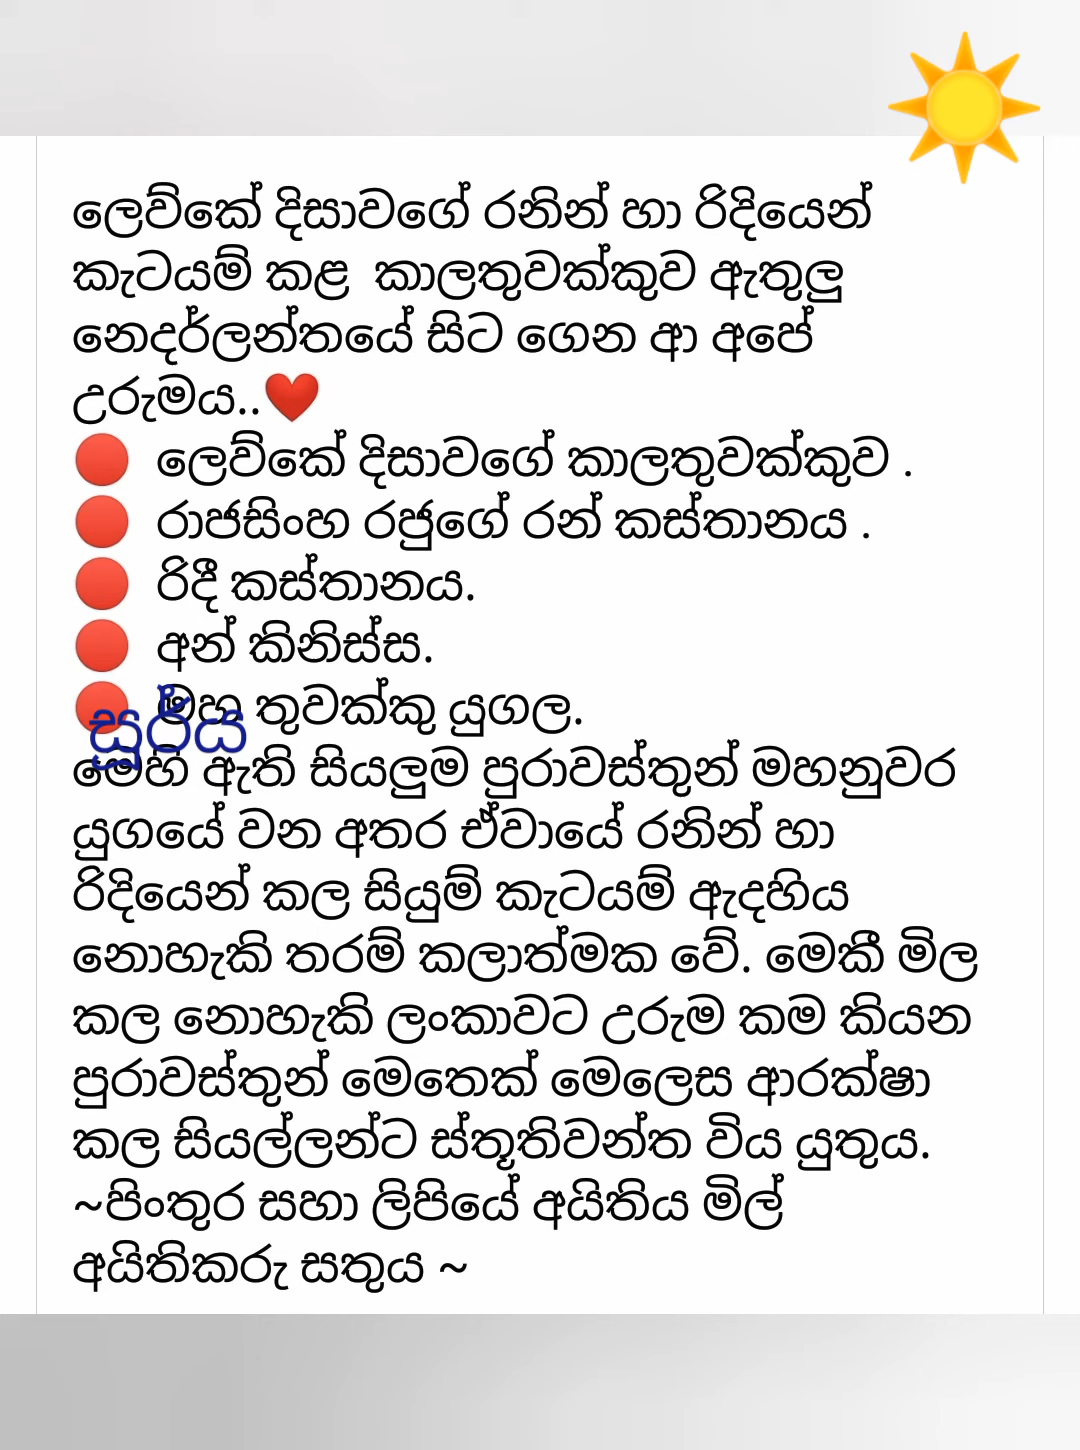 ලෙව්කේ දිසාවගේ රනින් හා රිදියෙන්
කැටයම් කළ කාලතුවක්කුව ඇතුලු
නෙදර්ලන්තයේ සිට ගෙන ආ අපේ
උරුමය..❤️
🔴 ලෙව්කේ දිසාවගේ කාලතුවක්කුව .
🔴 රාජසිංහ රජුගේ රන් කස්තානය .
🔴 රිදී කස්තානය.
🔴 අන් කිනිස්ස.
🔴 මහ තුවක්කු යුගල.
සූර්ය
මෙහි ඇති සියලුම පුරාවස්තුන් මහනුවර
යුගයේ වන අතර ඒවායේ රනින් හා
රිදියෙන් කල සියුම් කැටයම් ඇදහිය
නොහැකි තරම් කලාත්මක වේ. මෙකී මිල
කල නොහැකි ලංකාවට උරුම කම කියන
පුරාවස්තුන් මෙතෙක් මෙලෙස ආරක්ෂා
කල සියල්ලන්ට ස්තූතිවන්ත විය යුතුය.
~පිංතුර සහා ලිපියේ අයිතිය මිල්
අයිතිකරු සතුය ~